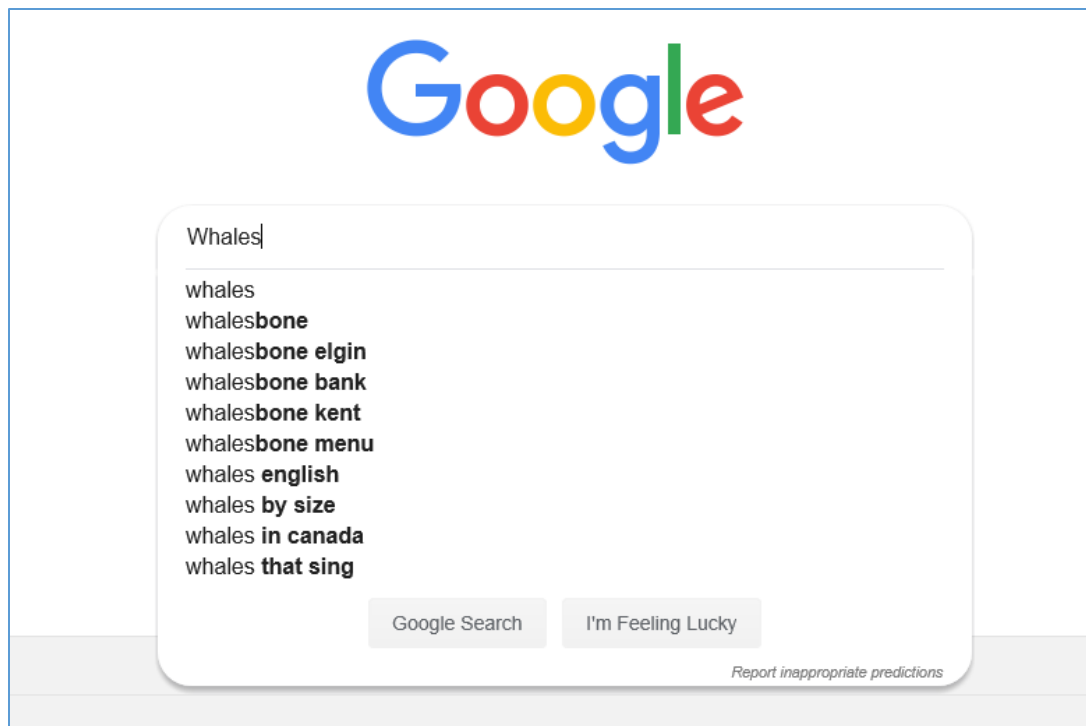 Google
Whales
whales
whalesbone
whalesbone elgin
whalesbone bank
whalesbone kent
whalesbone menu
whales english
whales by size
whales in canada
whales that sing
Google Search I'm Feeling Lucky
Report inappropriate predictions